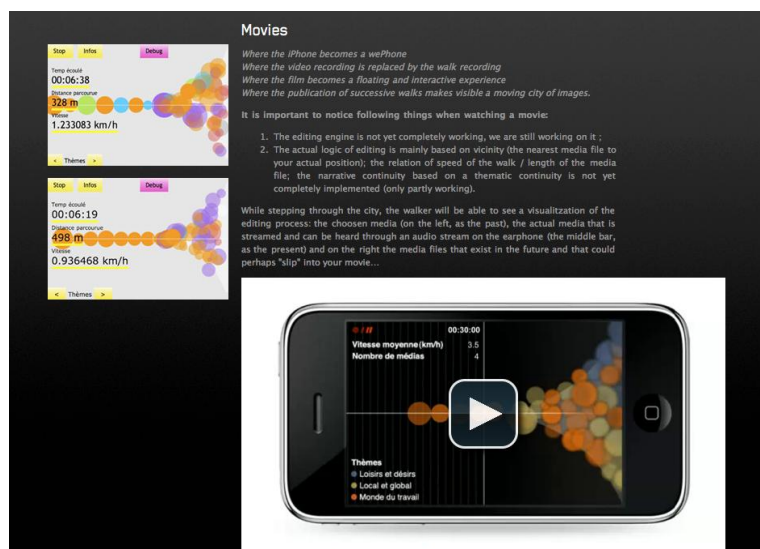 Movies
Where the iPhone becomes a wePhone
Where the video recording is replaced by the walk recording
Where the film becomes a floating and interactive experience
Where the publication of successive walks makes visible a moving city of images.
It is important to notice following things when watching a movie:
1. The editing engine is not yet completely working, we are still working on it ;
2. The actual logic of editing is mainly based on vicinity (the nearest media file to
your actual position); the relation of speed of the walk / length of the media
file; the narrative continuity based on a thematic continuity is not yet
completely implemented (only partly working).
While stepping through the city, the walker will be able to see a visualitzation of the
editing process: the choosen media (on the left, as the past), the actual media that is
streamed and can be heard through an audio stream on the earphone (the middle bar,
as the present) and on the right the media files that exist in the future and that could
perhaps "slip" into your movie...
Stop Infos Debug
Temp écoulé
00:06:38
Distance parcourue
328 m
Vitesse
1.233083 km/h
< Thèmes >
Stop Infos Debug
Temp écoulé
00:06:19
Distance parcourue
498 m
Vitesse
0.936468 km/h
< Thèmes >
00:30:00
Vitesse moyenne(km/h) 3.5
Nombre de médias 4
Thèmes
Loisirs et désirs
Local et global
Monde du travail